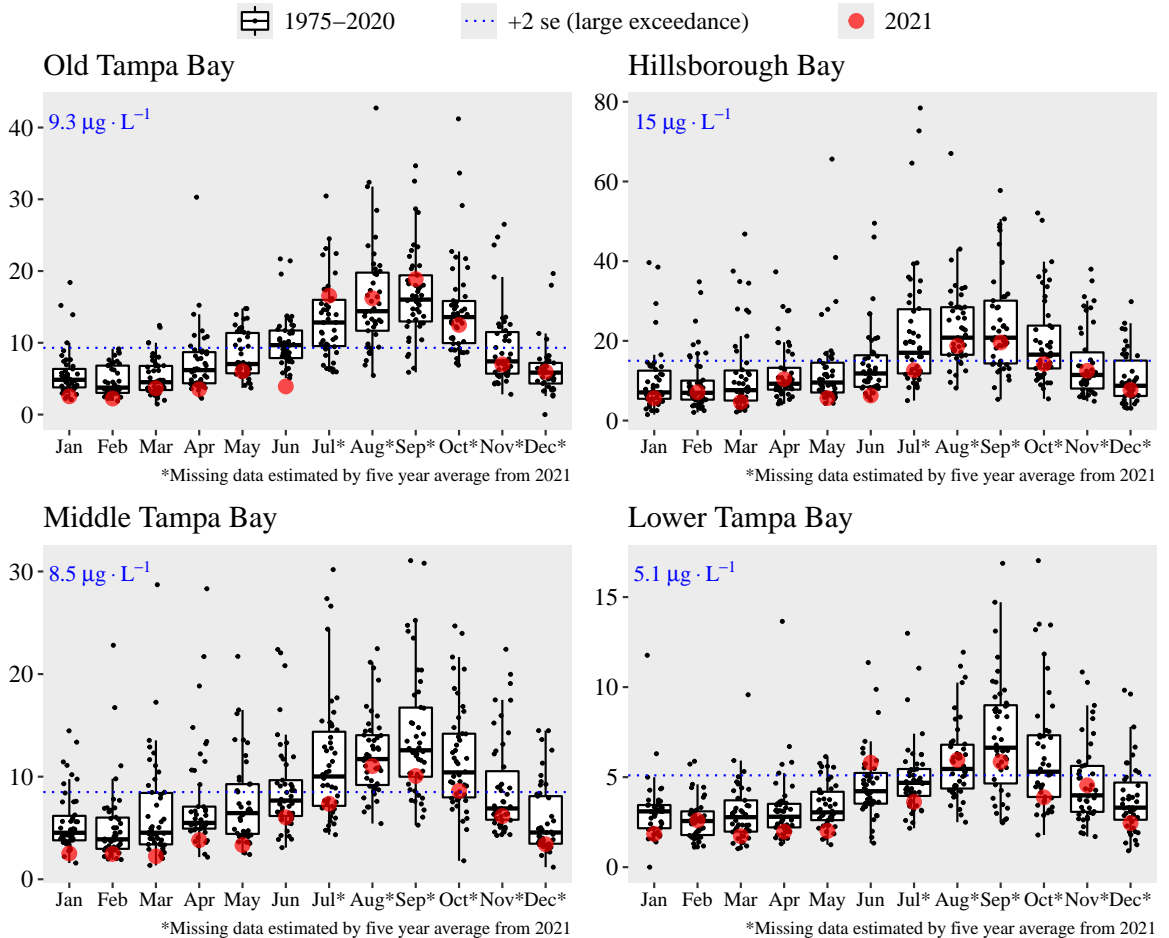 1975−2020 +2 se (large exceedance) 2021
Old Tampa Bay
9.3 μg · L⁻¹
40
30
20
10
0
Jan Feb Mar Apr May Jun Jul* Aug* Sep* Oct* Nov* Dec*
*Missing data estimated by five year average from 2021
Hillsborough Bay
15 μg · L⁻¹
80
60
40
20
0
Jan Feb Mar Apr May Jun Jul* Aug* Sep* Oct* Nov* Dec*
*Missing data estimated by five year average from 2021
Middle Tampa Bay
8.5 μg · L⁻¹
30
20
10
0
Jan Feb Mar Apr May Jun Jul* Aug* Sep* Oct* Nov* Dec*
*Missing data estimated by five year average from 2021
Lower Tampa Bay
5.1 μg · L⁻¹
15
10
5
0
Jan Feb Mar Apr May Jun Jul* Aug* Sep* Oct* Nov* Dec*
*Missing data estimated by five year average from 2021